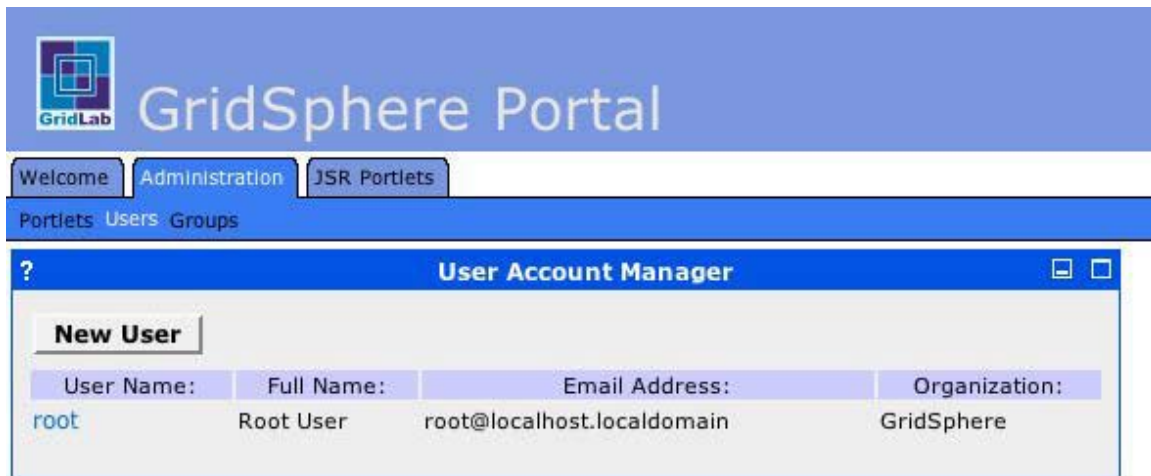 GridLab
GridSphere Portal
Welcome Administration JSR Portlets
Portlets Users Groups
? User Account Manager
New User
User Name: Full Name: Email Address: Organization:
root Root User root@localhost.localdomain GridSphere